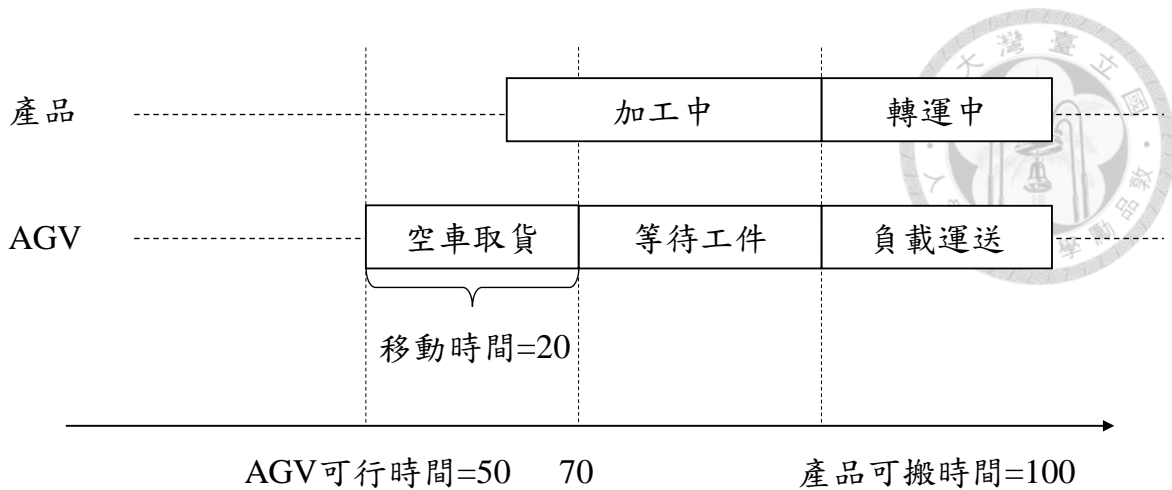 產品
加工中
轉運中
AGV
空車取貨
等待工件
負載運送
移動時間=20
AGV可行時間=50
70
產品可搬時間=100